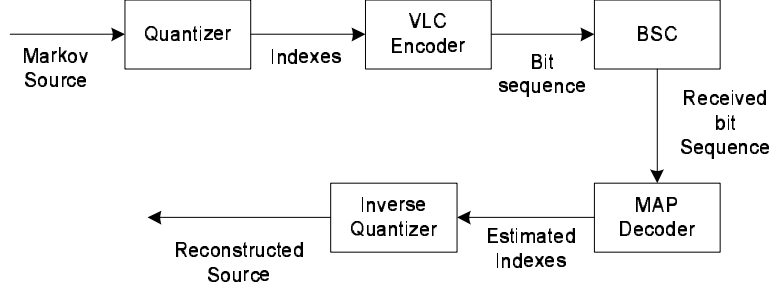 Markov
Source
Quantizer
Indexes
VLC
Encoder
Bit
sequence
BSC
Received
bit
Sequence
MAP
Decoder
Estimated
Indexes
Inverse
Quantizer
Reconstructed
Source